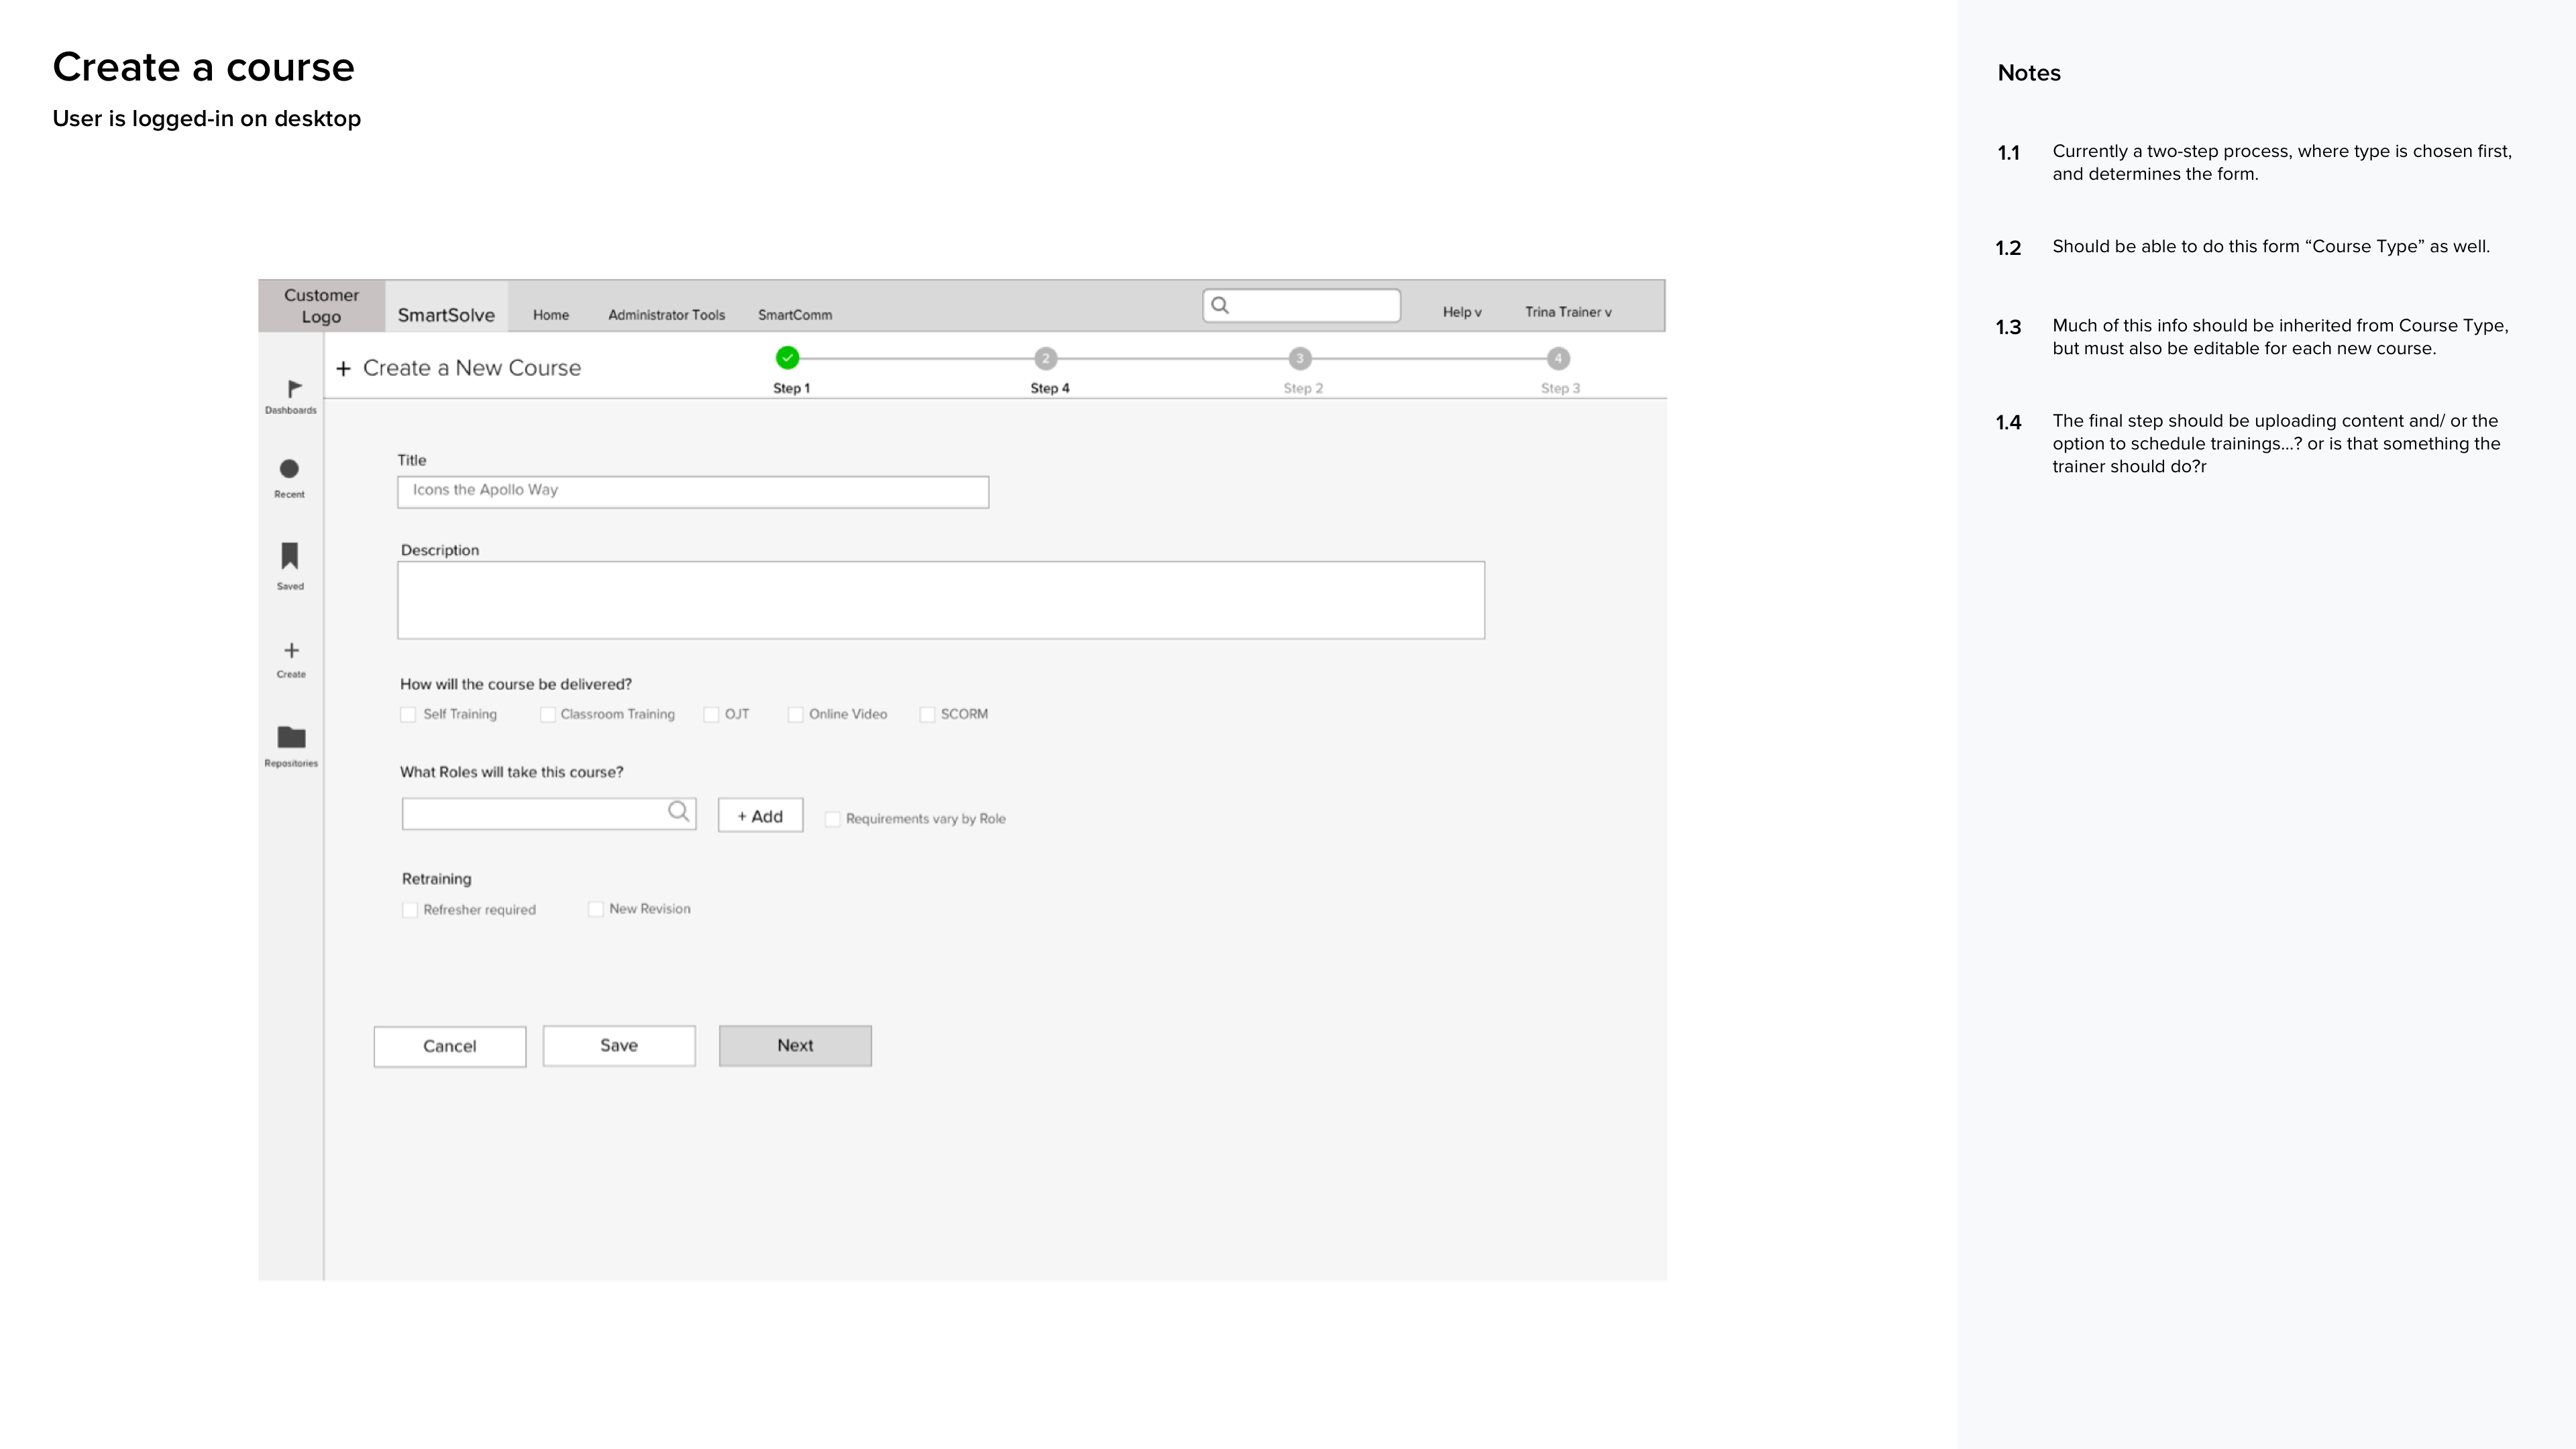 Create a course
User is logged-in on desktop
Customer
Logo
SmartSolve
Home
Administrator Tools
SmartComm
Help v
Trina Trainer v
+ Create a New Course
2
3
4
Step 1
Step 4
Step 2
Step 3
Dashboards
Recent
Saved
Create
Repositories
Title
Icons the Apollo Way
Description
How will the course be delivered?
Self Training
Classroom Training
OJT
Online Video
SCORM
What Roles will take this course?
+ Add
Requirements vary by Role
Retraining
Refresher required
New Revision
Cancel
Save
Next
Notes
1.1 Currently a two-step process, where type is chosen first,
and determines the form.
1.2 Should be able to do this form “Course Type” as well.
1.3 Much of this info should be inherited from Course Type,
but must also be editable for each new course.
1.4 The final step should be uploading content and/ or the
option to schedule trainings...? or is that something the
trainer should do?r